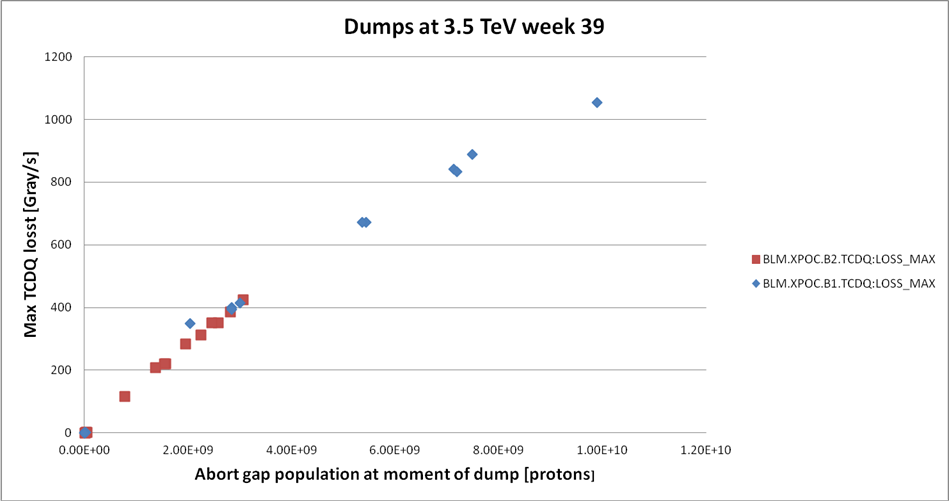 Dumps at 3.5 TeV week 39
1200
1000
800
600
400
200
0
Max TCDQ losst [Gray/s]
0.00E+00 2.00E+09 4.00E+09 6.00E+09 8.00E+09 1.00E+10 1.20E+10
Abort gap population at moment of dump [protons]
BLM.XPOC.B2.TCDQ:LOSS_MAX
BLM.XPOC.B1.TCDQ:LOSS_MAX